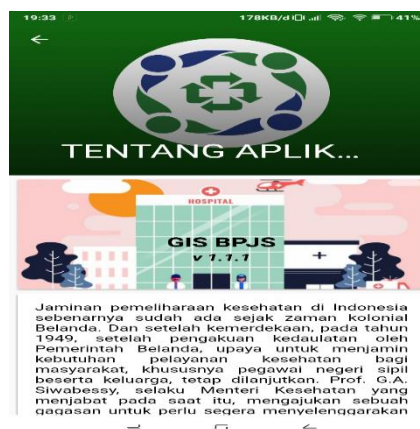 19:33
178KB/d
41%
TENTANG APLIK...
HOSPITAL
GIS BPJS
v 1.1.1
Jaminan pemeliharaan kesehatan di Indonesia
sebenarnya sudah ada sejak zaman kolonial
Belanda. Dan setelah kemerdekaan, pada tahun
1949, setelah pengakuan kedaulatan oleh
Pemerintah Belanda, upaya untuk menjamin
kebutuhan pelayanan kesehatan bagi
masyarakat, khususnya pegawai negeri sipil
beserta keluarga, tetap dilanjutkan. Prof. G.A.
Siwabessy, selaku Menteri Kesehatan yang
menjabat pada saat itu, mengajukan sebuah
gagasan untuk perlu segera menyelenggarakan